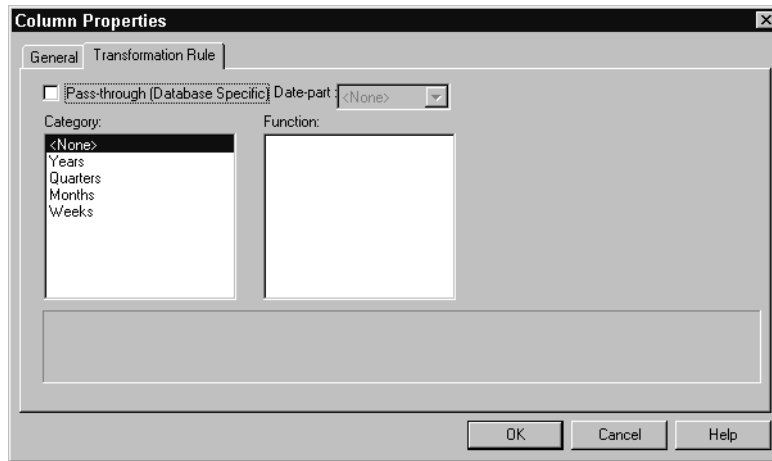 Column Properties
General Transformation Rule
Pass-through (Database Specific) Date-part : <None>
Category: Function:
<None>
Years
Quarters
Months
Weeks
OK Cancel Help